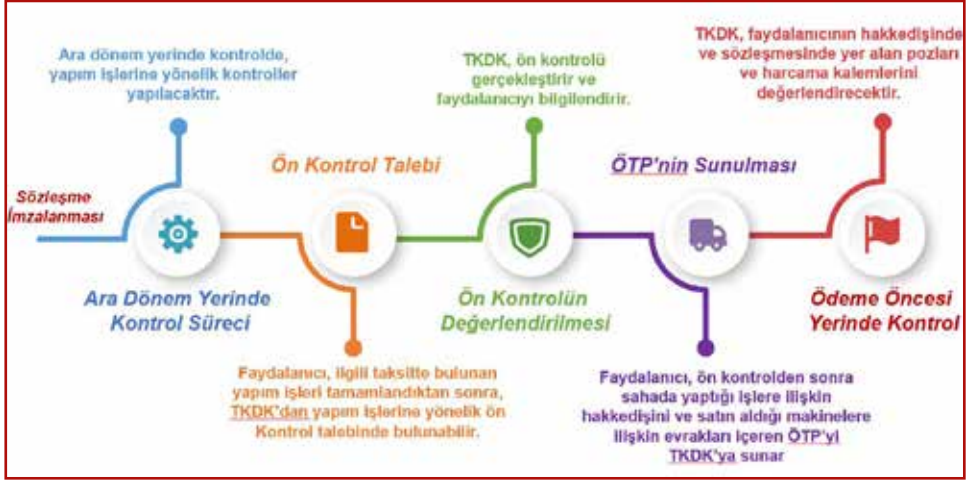 Sözleşme
İmzalanması
Ara dönem yerinde kontrolde,
yapım işlerine yönelik kontroller
yapılacaktır.
Ara Dönem Yerinde
Kontrol Süreci
Ön Kontrol Talebi
Faydalanıcı, ilgili taksitte bulunan
yapım işleri tamamlandıktan sonra,
TKDK'dan yapım işlerine yönelik ön
Kontrol talebinde bulunabilir.
TKDK, ön kontrolü
gerçekleştirir ve
faydalanıcıyı bilgilendirir.
Ön Kontrolün
Değerlendirilmesi
ÖTP'nin Sunulması
Faydalanıcı, ön kontrolden sonra
sahada yaptığı işlere ilişkin
hakkedişini ve satın aldığı makinelere
ilişkin evrakları içeren ÖTP'yi
TKDK'ya sunar
TKDK, faydalanıcının hakkedişinde
ve sözleşmesinde yer alan pozları
ve harcama kalemlerini
değerlendirecektir.
Ödeme Öncesi
Yerinde Kontrol